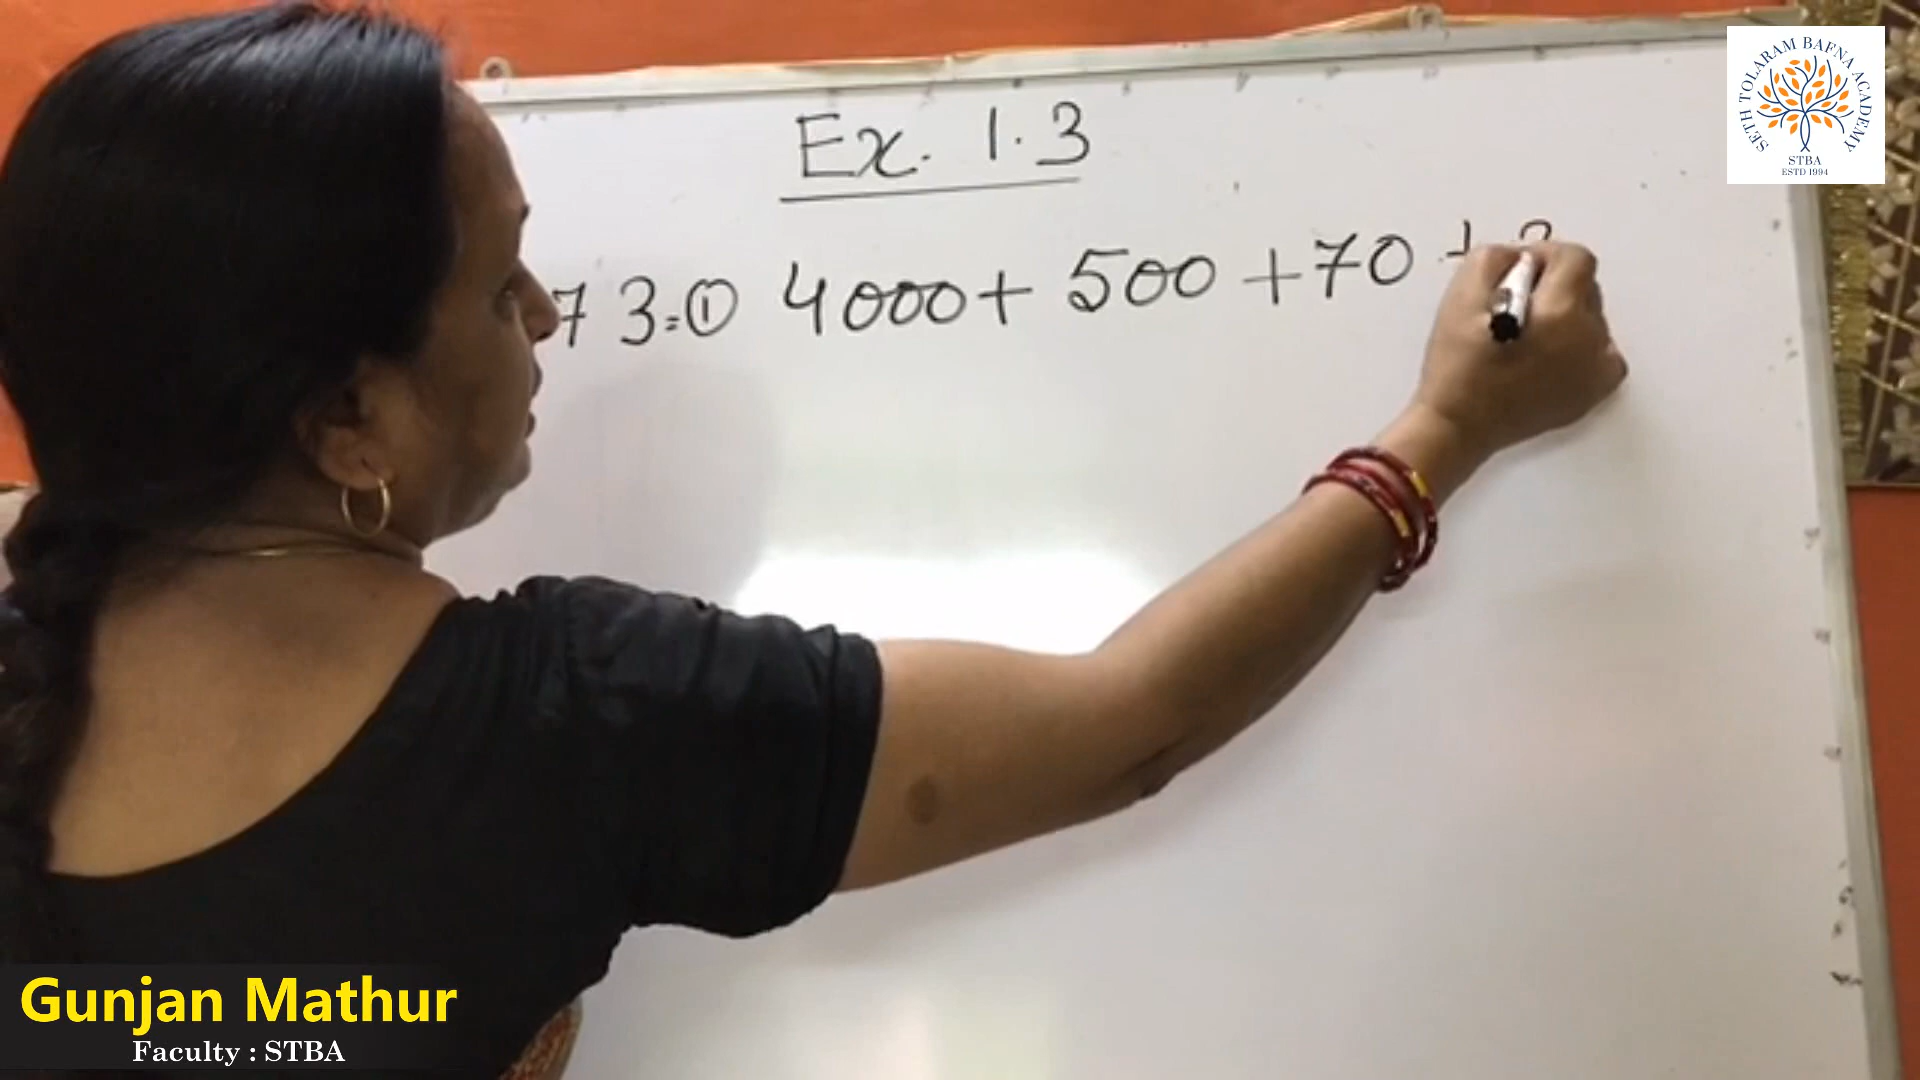 SETH TOLARAM BAFNA ACADEMY
STBA
ESTD 1994
Ex. 1.3
73=① 4000+ 500 +70 +
Gunjan Mathur
Faculty : STBA